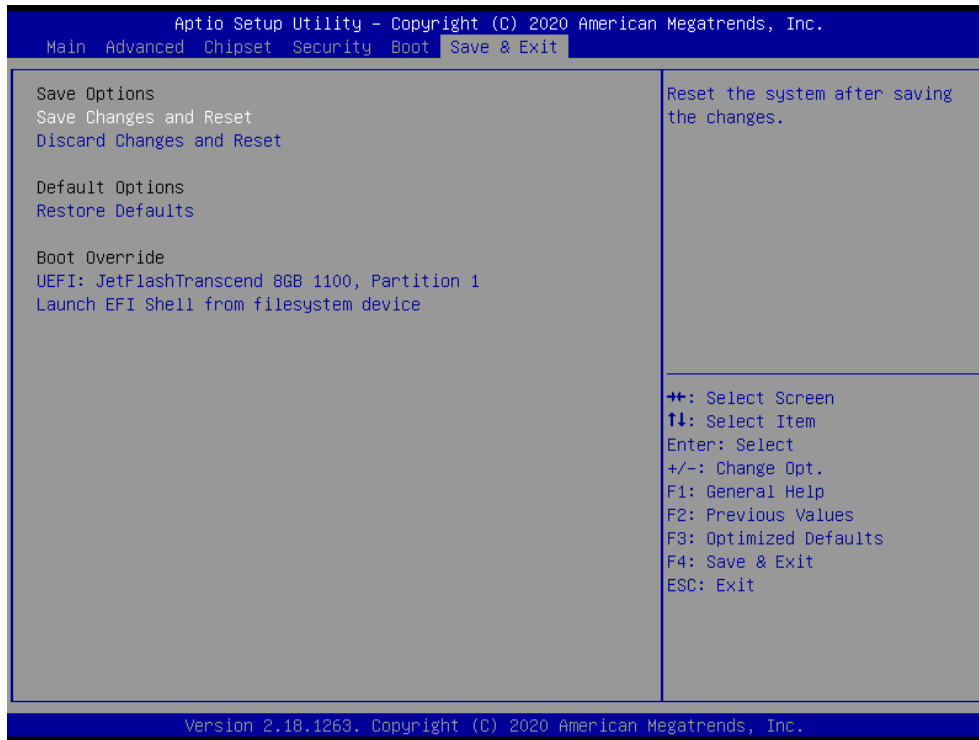 Aptio Setup Utility – Copyright (C) 2020 American Megatrends, Inc.
Main Advanced Chipset Security Boot Save & Exit
Save Options
Save Changes and Reset
Discard Changes and Reset
Default Options
Restore Defaults
Boot Override
UEFI: JetFlashTranscend 8GB 1100, Partition 1
Launch EFI Shell from filesystem device
Reset the system after saving
the changes.
→←: Select Screen
↑↓: Select Item
Enter: Select
+/-: Change Opt.
F1: General Help
F2: Previous Values
F3: Optimized Defaults
F4: Save & Exit
ESC: Exit
Version 2.18.1263. Copyright (C) 2020 American Megatrends, Inc.